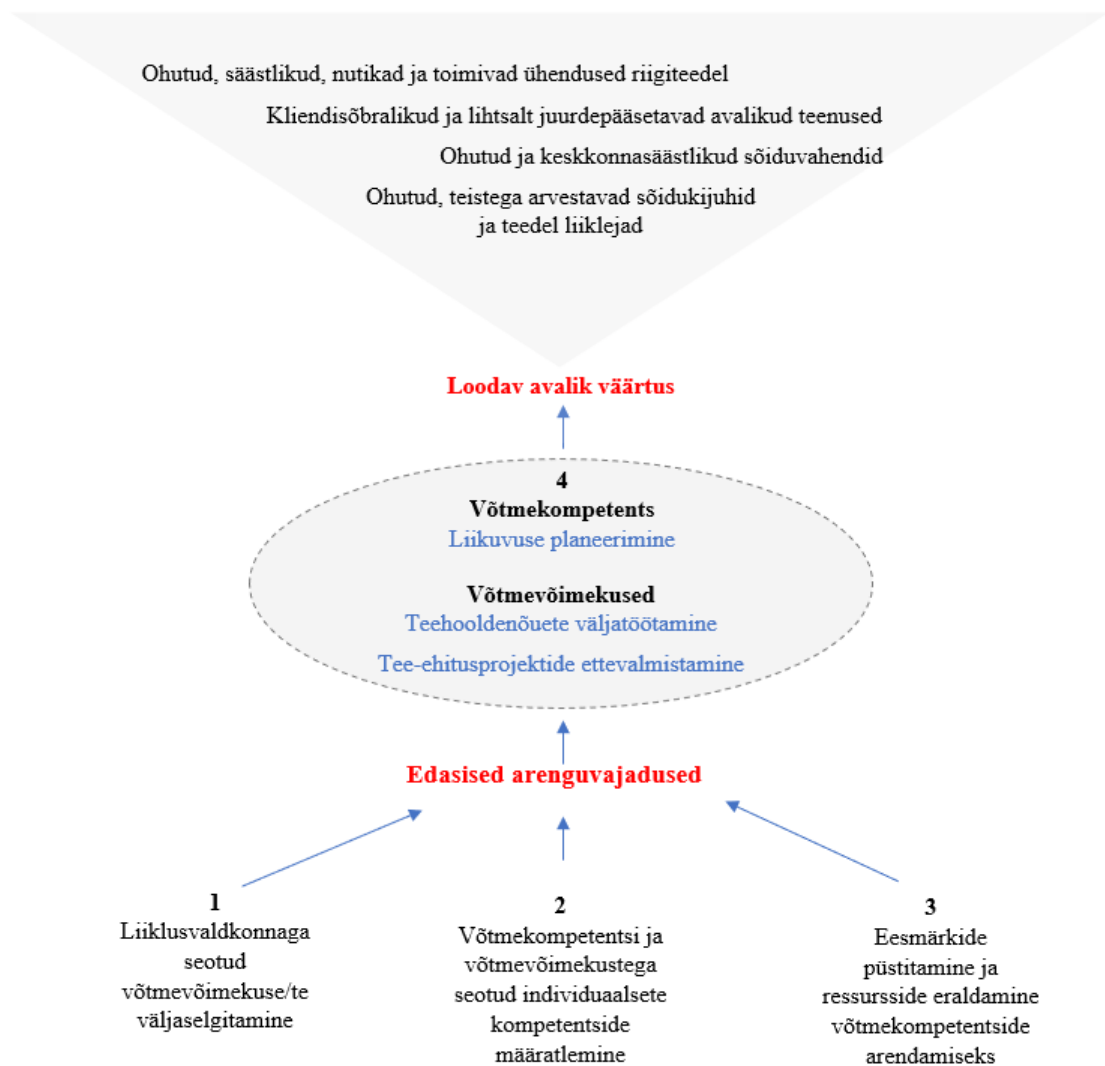 Ohutud, säästlikud, nutikad ja toimivad ühendused riigiteedel
Kliendisõbralikud ja lihtsalt juurdepääsetavad avalikud teenused
Ohutud ja keskkonnasäästlikud sõiduvahendid
Ohutud, teistega arvestavad sõidukijuhid
ja teedel liiklejad
Loodav avalik väärtus
4
Võtmekompetents
Liikuvuse planeerimine
Võtmevõimekused
Teehooldenõuete väljatöötamine
Tee-ehitusprojektide ettevalmistamine
Edasised arenguvajadused
1
Liiklusvaldkonnaga
seotud
võtmevõimekuse/te
väljaselgitamine
2
Võtmekompetentsi ja
võtmevõimekustega
seotud individuaalsete
kompetentside
määratlemine
3
Eesmärkide
püstitamine ja
ressursside eraldamine
võtmekompetentside
arendamiseks